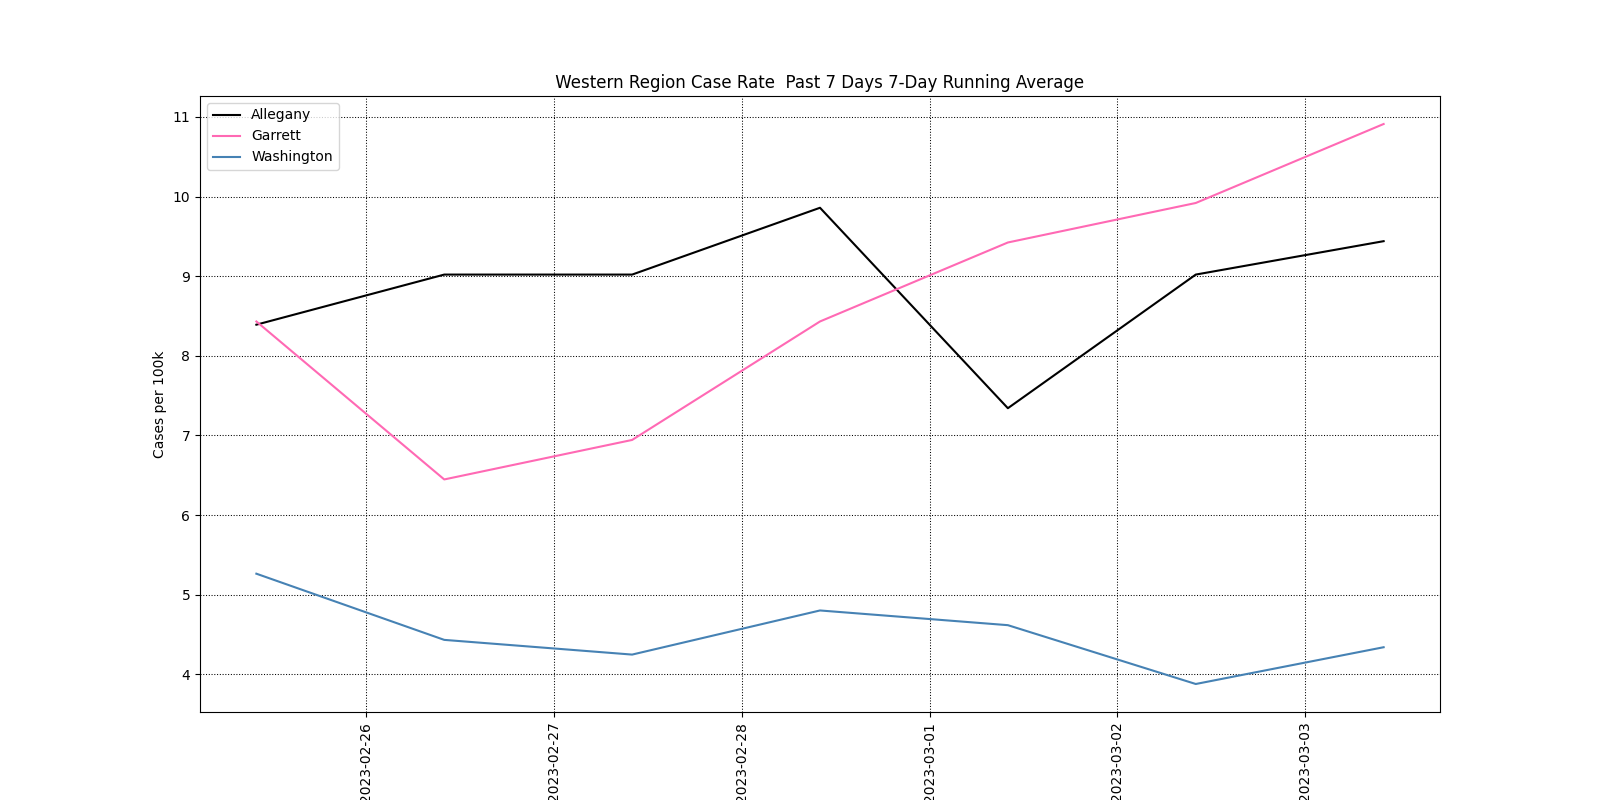 Western Region Case Rate  Past 7 Days 7-Day Running Average
Allegany
Garrett
Washington
Cases per 100k
11
10
9
8
7
6
5
4
2023-02-26
2023-02-27
2023-02-28
2023-03-01
2023-03-02
2023-03-03